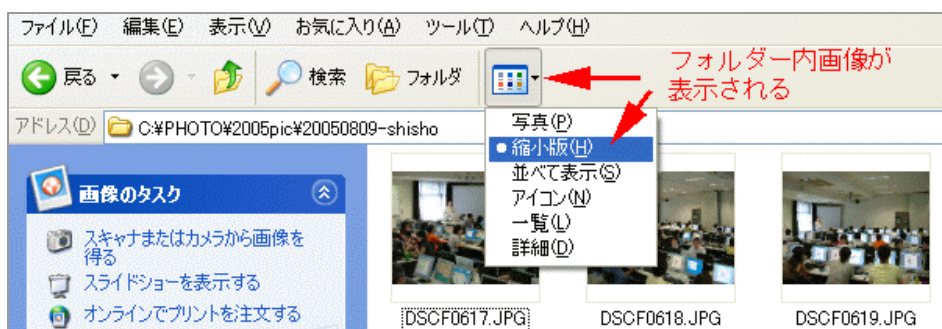 ファイル(F) 編集(E) 表示(V) お気に入り(A) ツール(T) ヘルプ(H)
戻る 検索 フォルダ
フォルダー内画像が
表示される
アドレス(D) C:¥PHOTO¥2005pic¥20050809-shisho
写真(P)
縮小版(H)
並べて表示(S)
アイコン(N)
一覧(L)
詳細(D)
画像のタスク
スキャナまたはカメラから画像を
得る
スライドショーを表示する
オンラインでプリントを注文する
DSCF0617.JPG DSCF0618.JPG DSCF0619.JPG